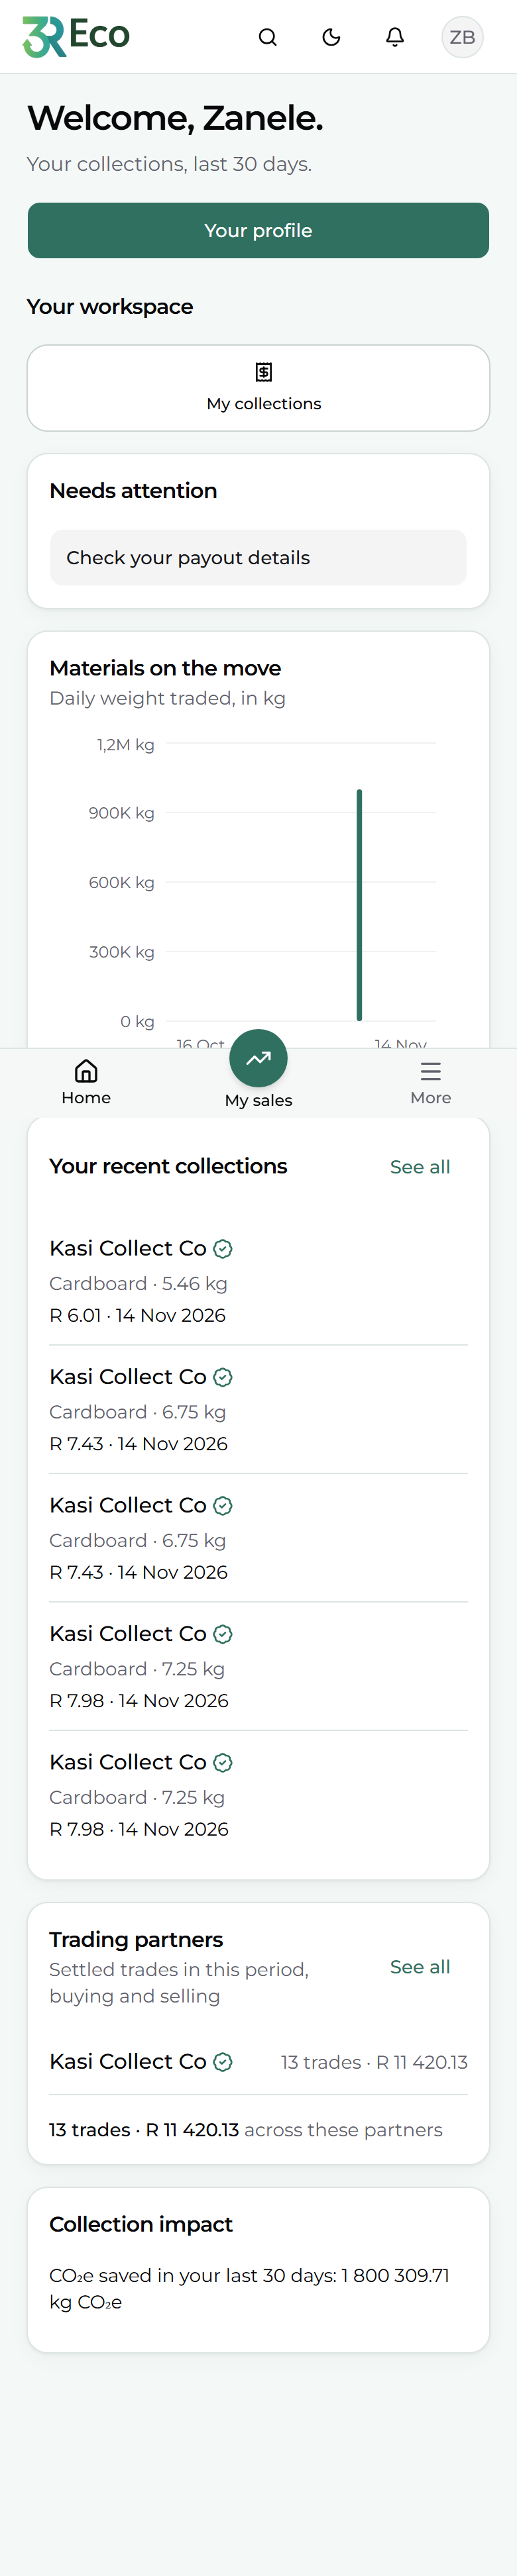 3R Eco
ZB
Welcome, Zanele.
Your collections, last 30 days.
Your profile
Your workspace
My collections
Needs attention
Check your payout details
Materials on the move
Daily weight traded, in kg
1,2M kg
900K kg
600K kg
300K kg
0 kg
16 Oct
14 Nov
Home
My sales
More
Your recent collections
See all
Kasi Collect Co
Cardboard · 5.46 kg
R 6.01 · 14 Nov 2026
Kasi Collect Co
Cardboard · 6.75 kg
R 7.43 · 14 Nov 2026
Kasi Collect Co
Cardboard · 6.75 kg
R 7.43 · 14 Nov 2026
Kasi Collect Co
Cardboard · 7.25 kg
R 7.98 · 14 Nov 2026
Kasi Collect Co
Cardboard · 7.25 kg
R 7.98 · 14 Nov 2026
Trading partners
Settled trades in this period,
buying and selling
See all
Kasi Collect Co
13 trades · R 11 420.13
13 trades · R 11 420.13 across these partners
Collection impact
CO₂e saved in your last 30 days: 1 800 309.71
kg CO₂e